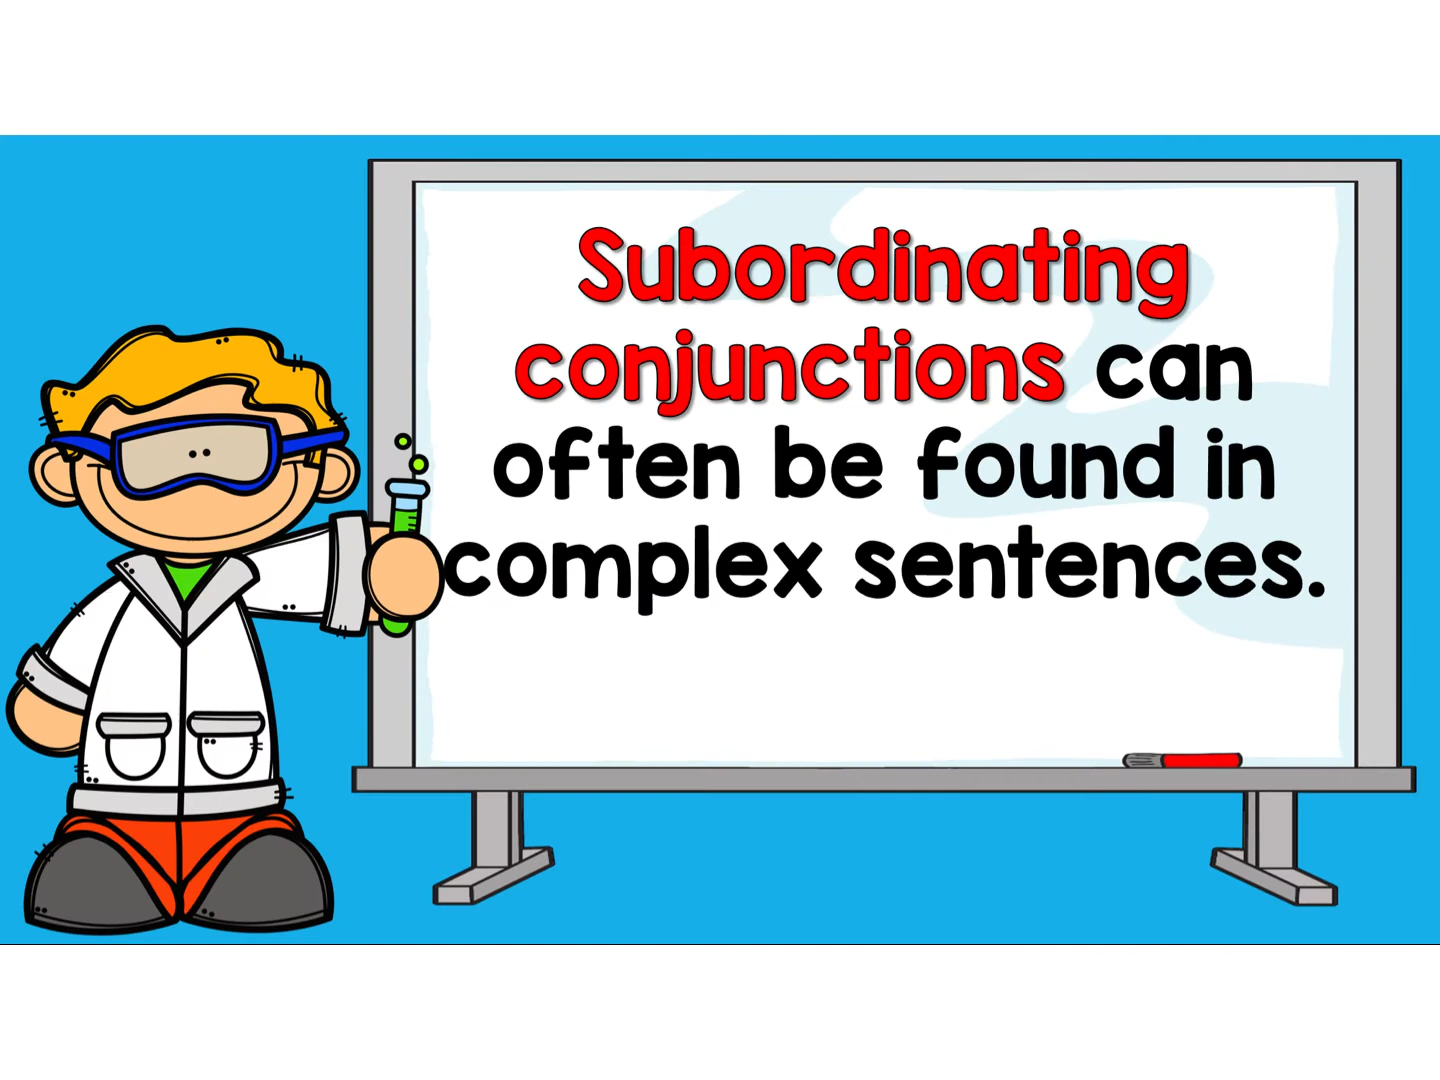 Subordinating
conjunctions can
often be found in
complex sentences.